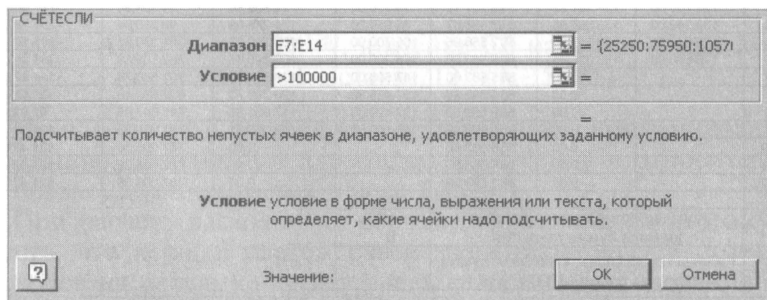 СЧЁТЕСЛИ
Диапазон E7:E14 = {25250:75950:1057
Условие >100000 =
=
Подсчитывает количество непустых ячеек в диапазоне, удовлетворяющих заданному условию.
Условие условие в форме числа, выражения или текста, который
определяет, какие ячейки надо подсчитывать.
? Значение: OK Отмена